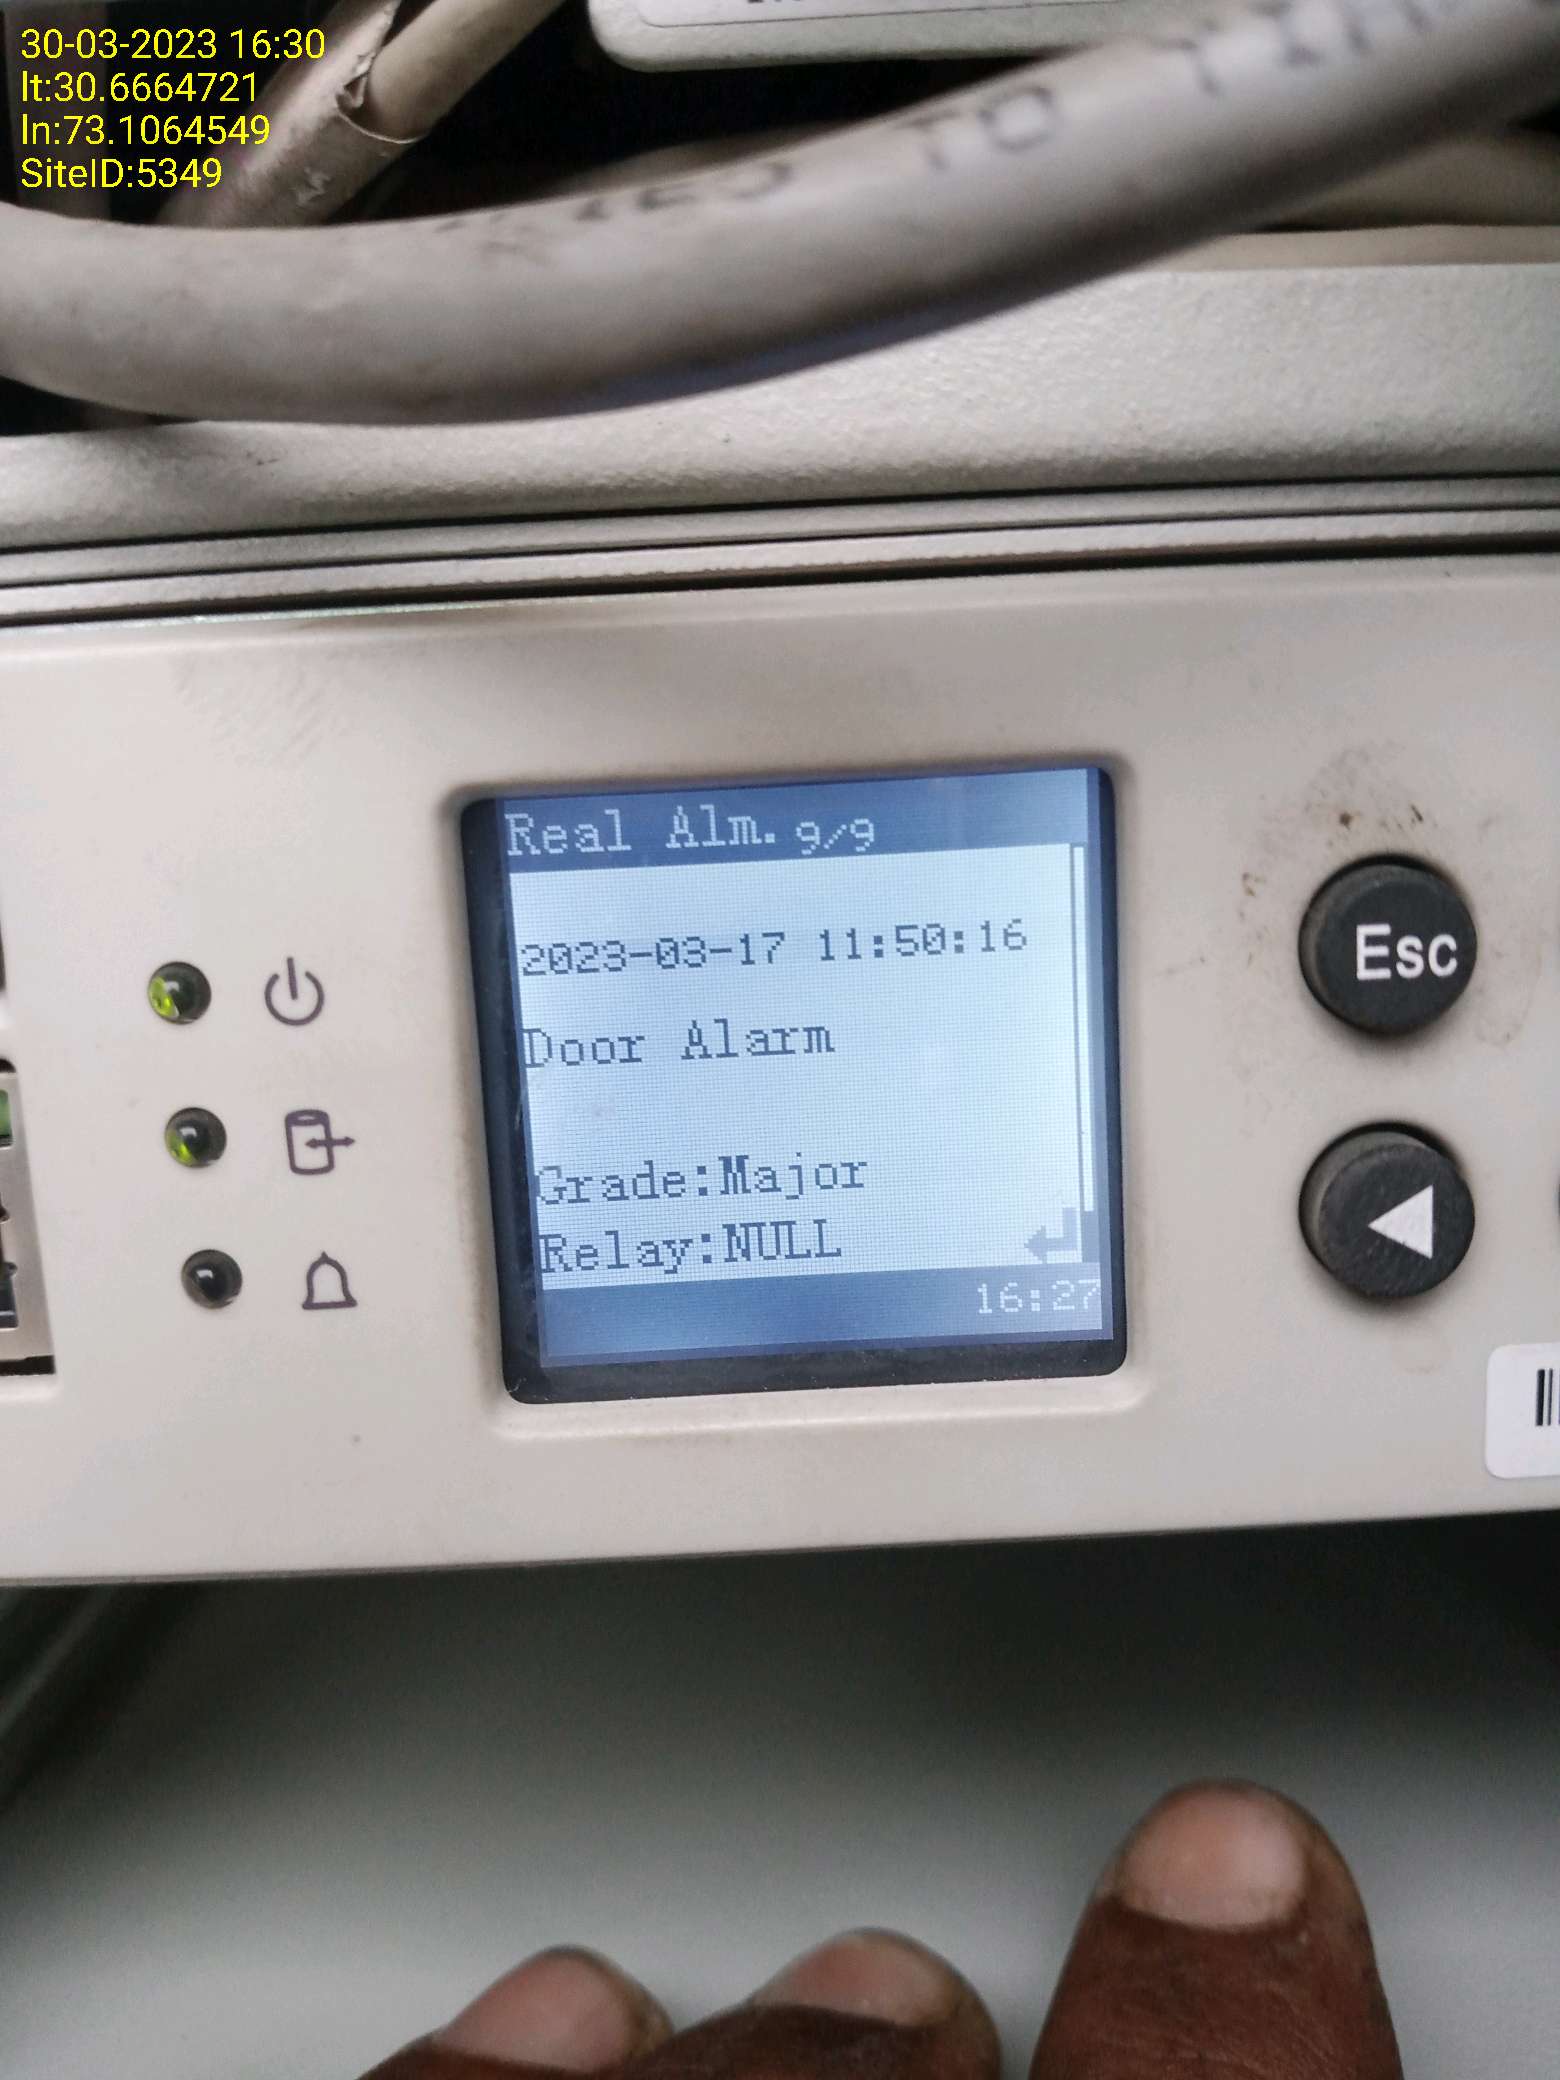 30-03-2023 16:30
lt:30.6664721
ln:73.1064549
SiteID:5349
TO
Real Alm. 9/9
2023-03-17 11:50:16
Door Alarm
Grade:Major
Relay:NULL
16:27
Esc